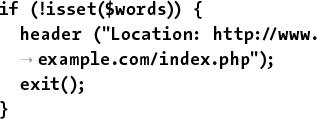 if (!isset($words)) {
  header ("Location: http://www.
  →example.com/index.php");
  exit();
}